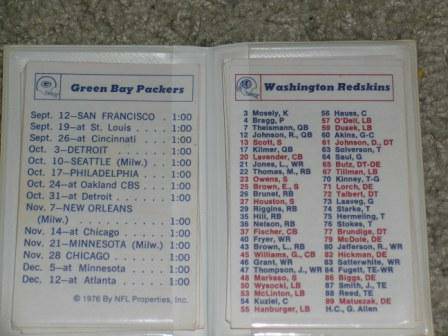 Green Bay Packers
Sept. 12—SAN FRANCISCO . 1:00
Sept. 19—at St. Louis . . . . 1:00
Sept. 26—at Cincinnati . . . 1:00
Oct. 3—DETROIT . . . . . 1:00
Oct. 10—SEATTLE (Milw.) . 1:00
Oct. 17—PHILADELPHIA . . 1:00
Oct. 24—at Oakland CBS . . 1:00
Oct. 31—at Detroit . . . . . 1:00
Nov. 7—NEW ORLEANS
(Milw.) . . . . . . 1:00
Nov. 14—at Chicago . . . . . 1:00
Nov. 21—MINNESOTA (Milw.) 1:00
Nov. 28 CHICAGO . . . . . 1:00
Dec. 5—at Minnesota . . . . 1:00
Dec. 12—at Atlanta . . . . . 1:00
© 1976 By NFL Properties, Inc.
Washington Redskins
3 Mosely, K
4 Bragg, P
7 Theismann, QB
12 Johnson, R., QB
13 Scott, S
17 Kilmer, QB
20 Lavender, CB
21 Jones, L., WR
22 Thomas, M., RB
23 Owens, S
25 Brown, E., S
26 Brunet, RB
27 Houston, S
29 Riggins, RB
35 Hill, RB
36 Nelson, RB
37 Fischer, CB
40 Fryer, WR
43 Brown, L., RB
45 Williams, G., CB
46 Grant, WR
47 Thompson, J., WR
48 Markeso, S
50 Wysocki, LB
53 McLinton, LB
54 Kuziel, C
55 Hanburger, LB
56 Hauss, C
57 O'Dell, LB
59 Dusek, LB
60 Akins, G-C
61 Johnson, D., DT
63 Solverson, T
64 Saul, G
65 Butz, DT-DE
67 Tillman, LB
70 Kinney, T-G
71 Lorch, DE
72 Talbert, DT
73 Laaveg, G
74 Starke, T
75 Hermeling, T
76 Stokes, T
77 Brundige, DT
79 McDole, DE
80 Jefferson, R., WR
82 Hickman, DE
83 Satterwhite, WR
84 Fugett, TE-WR
86 Biggs, DE
87 Smith, J., TE
88 Reed, TE
89 Matuszak, DE
H.C., G. Allen